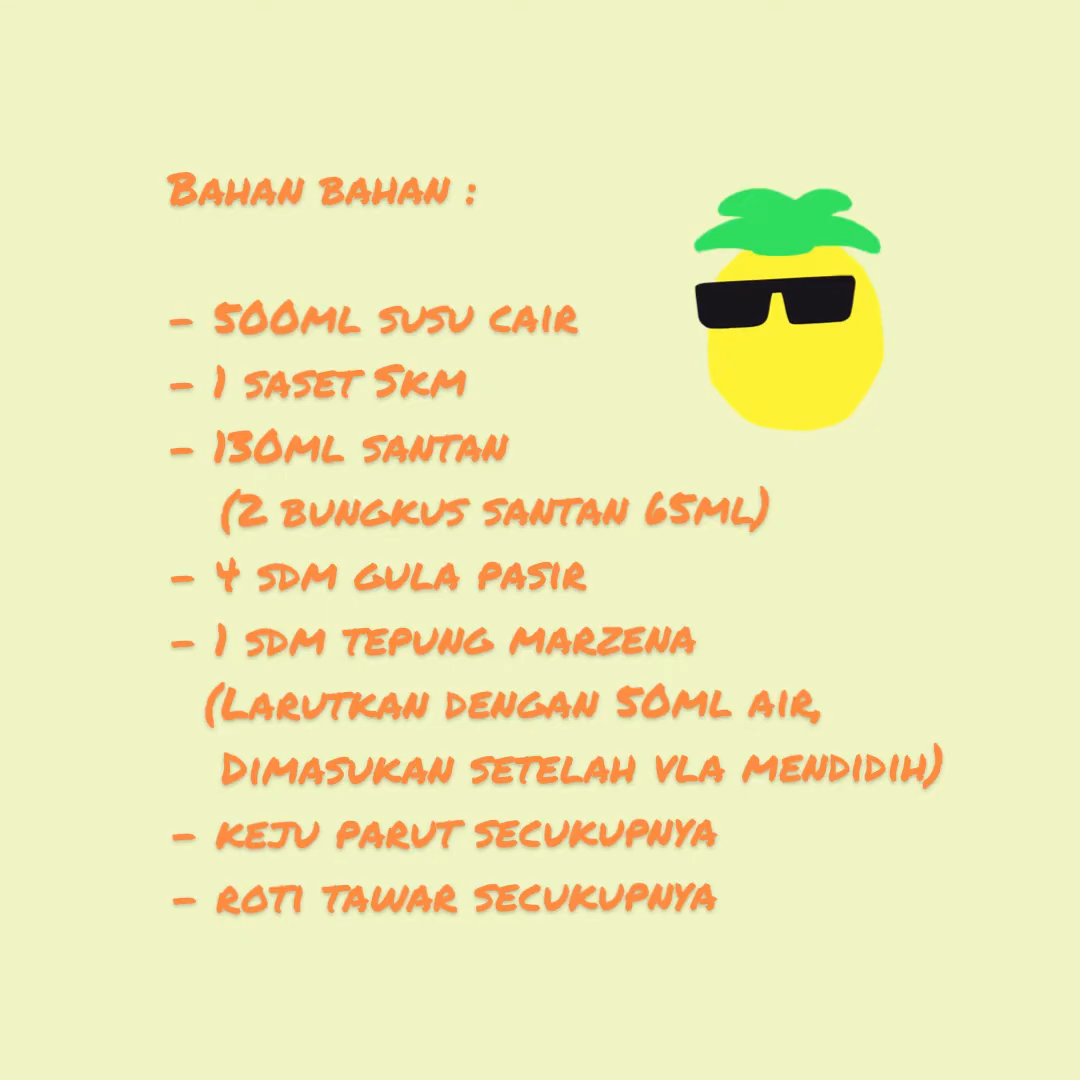 Bahan bahan :
- 500ml susu cair
- 1 saset Skm
- 130ml santan
(2 bungkus santan 65ml)
- 4 sdm gula pasir
- 1 sdm tepung marzena
(Larutkan dengan 50ml air,
Dimasukan setelah vla mendidih)
- keju parut secukupnya
- roti tawar secukupnya